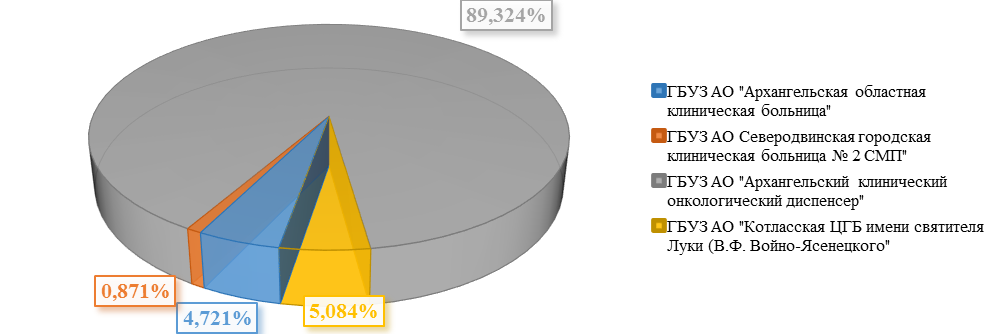 89,324%
ГБУЗ АО "Архангельская областная
клиническая больница"
ГБУЗ АО Северодвинская городская
клиническая больница № 2 СМП"
ГБУЗ АО "Архангельский клинический
онкологический диспенсер"
ГБУЗ АО "Котласская ЦГБ имени святителя
Луки (В.Ф. Войно-Ясенецкого"
0,871%
4,721%
5,084%